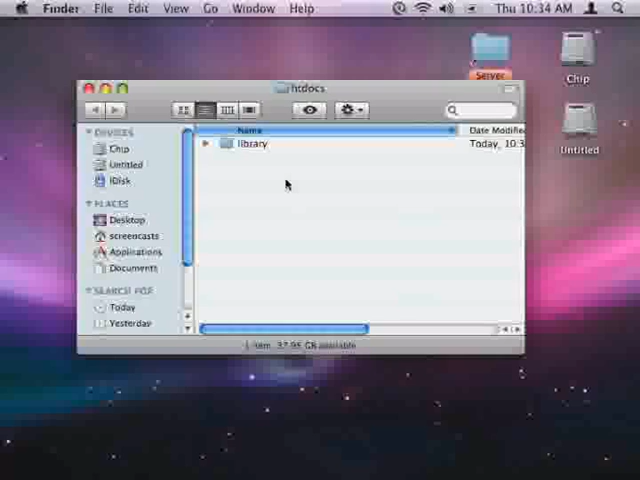 Finder File Edit View Go Window Help Thu 10:34 AM
Server
Chip
Untitled
htdocs
Name Date Modified
library Today, 10:3
DEVICES
Chip
Untitled
iDisk
PLACES
Desktop
screencasts
Applications
Documents
SEARCH FOR
Today
Yesterday
1 item, 37.95 GB available